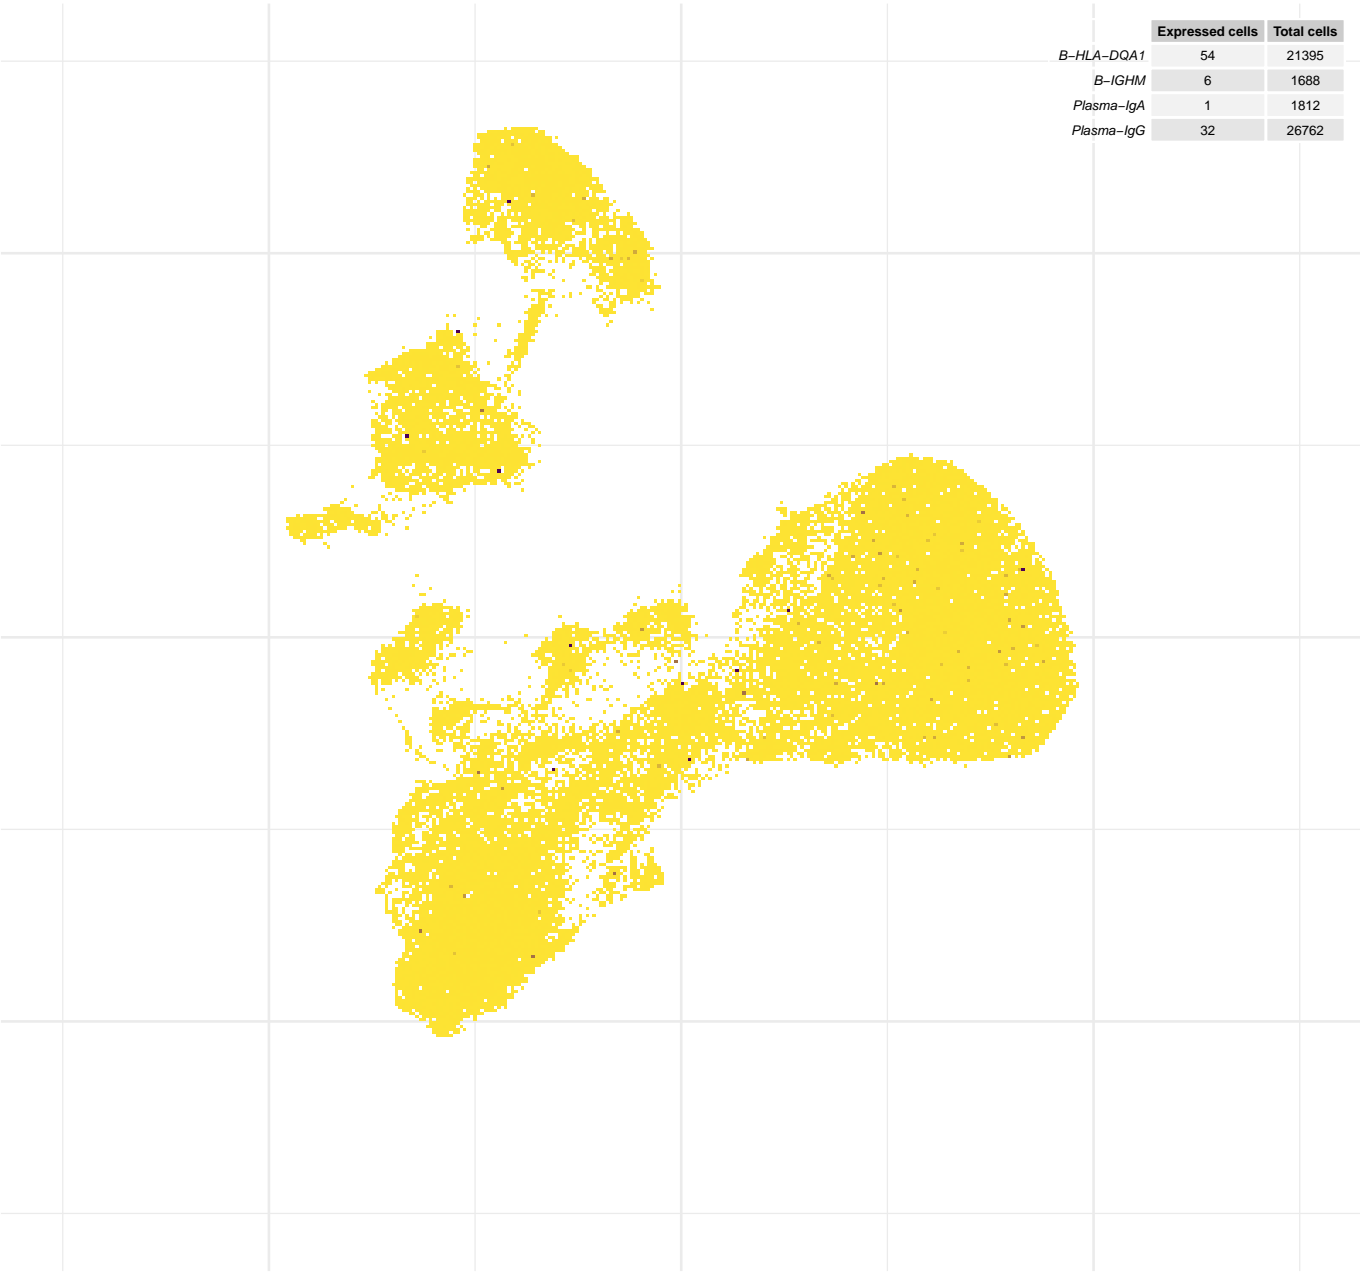 Expressed cells Total cells
B−HLA−DQA1 54 21395
B−IGHM 6 1688
Plasma−IgA 1 1812
Plasma−IgG 32 26762